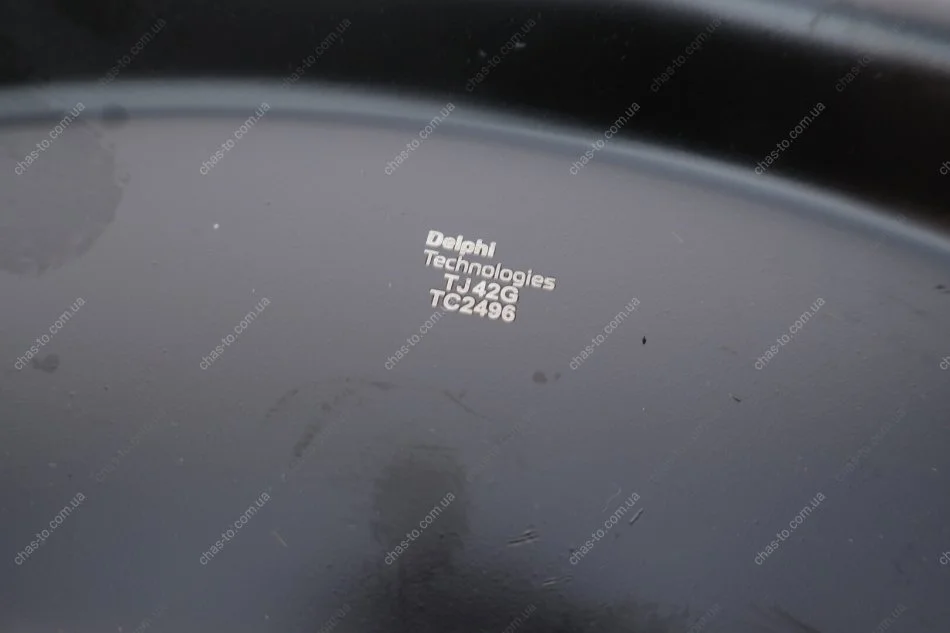 Delphi
Technologies
TJ42G
TC2496
chas-to.com.ua